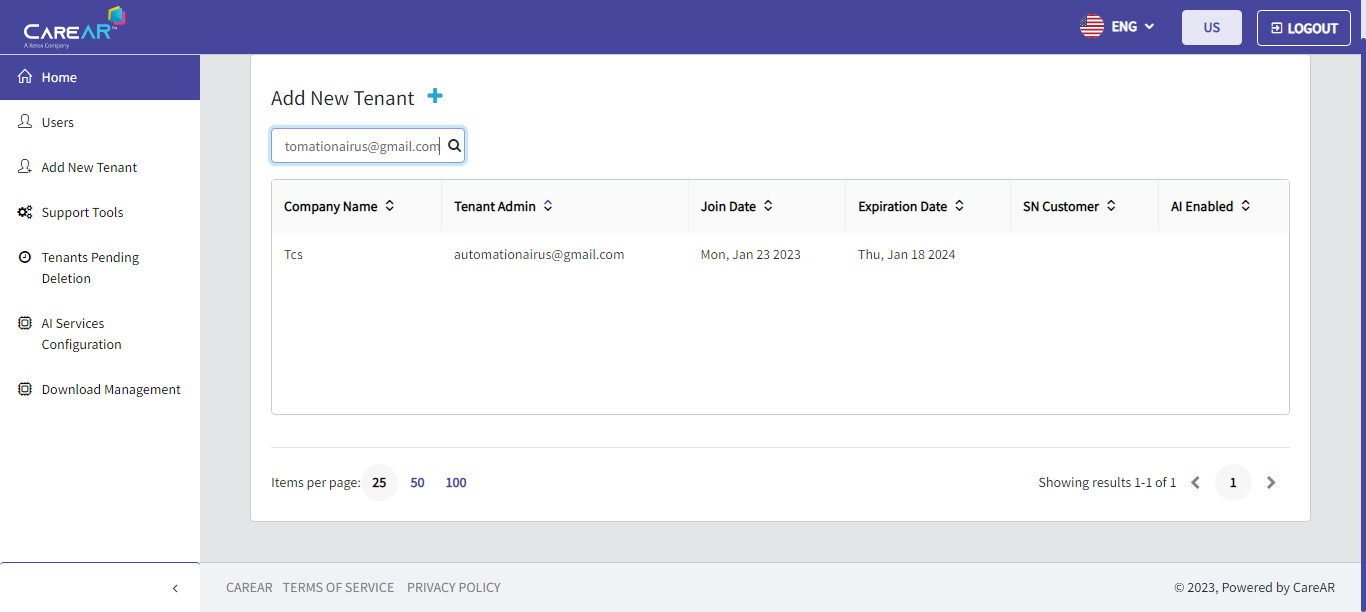 CAREAR™
A Xerox Company
ENG
US
LOGOUT
Home
Users
Add New Tenant
Support Tools
Tenants Pending
Deletion
AI Services
Configuration
Download Management
Add New Tenant
tomationairus@gmail.com
Company Name Tenant Admin Join Date Expiration Date SN Customer AI Enabled
Tcs automationairus@gmail.com Mon, Jan 23 2023 Thu, Jan 18 2024
Items per page: 25 50 100
Showing results 1-1 of 1 1
CAREAR TERMS OF SERVICE PRIVACY POLICY
© 2023, Powered by CareAR